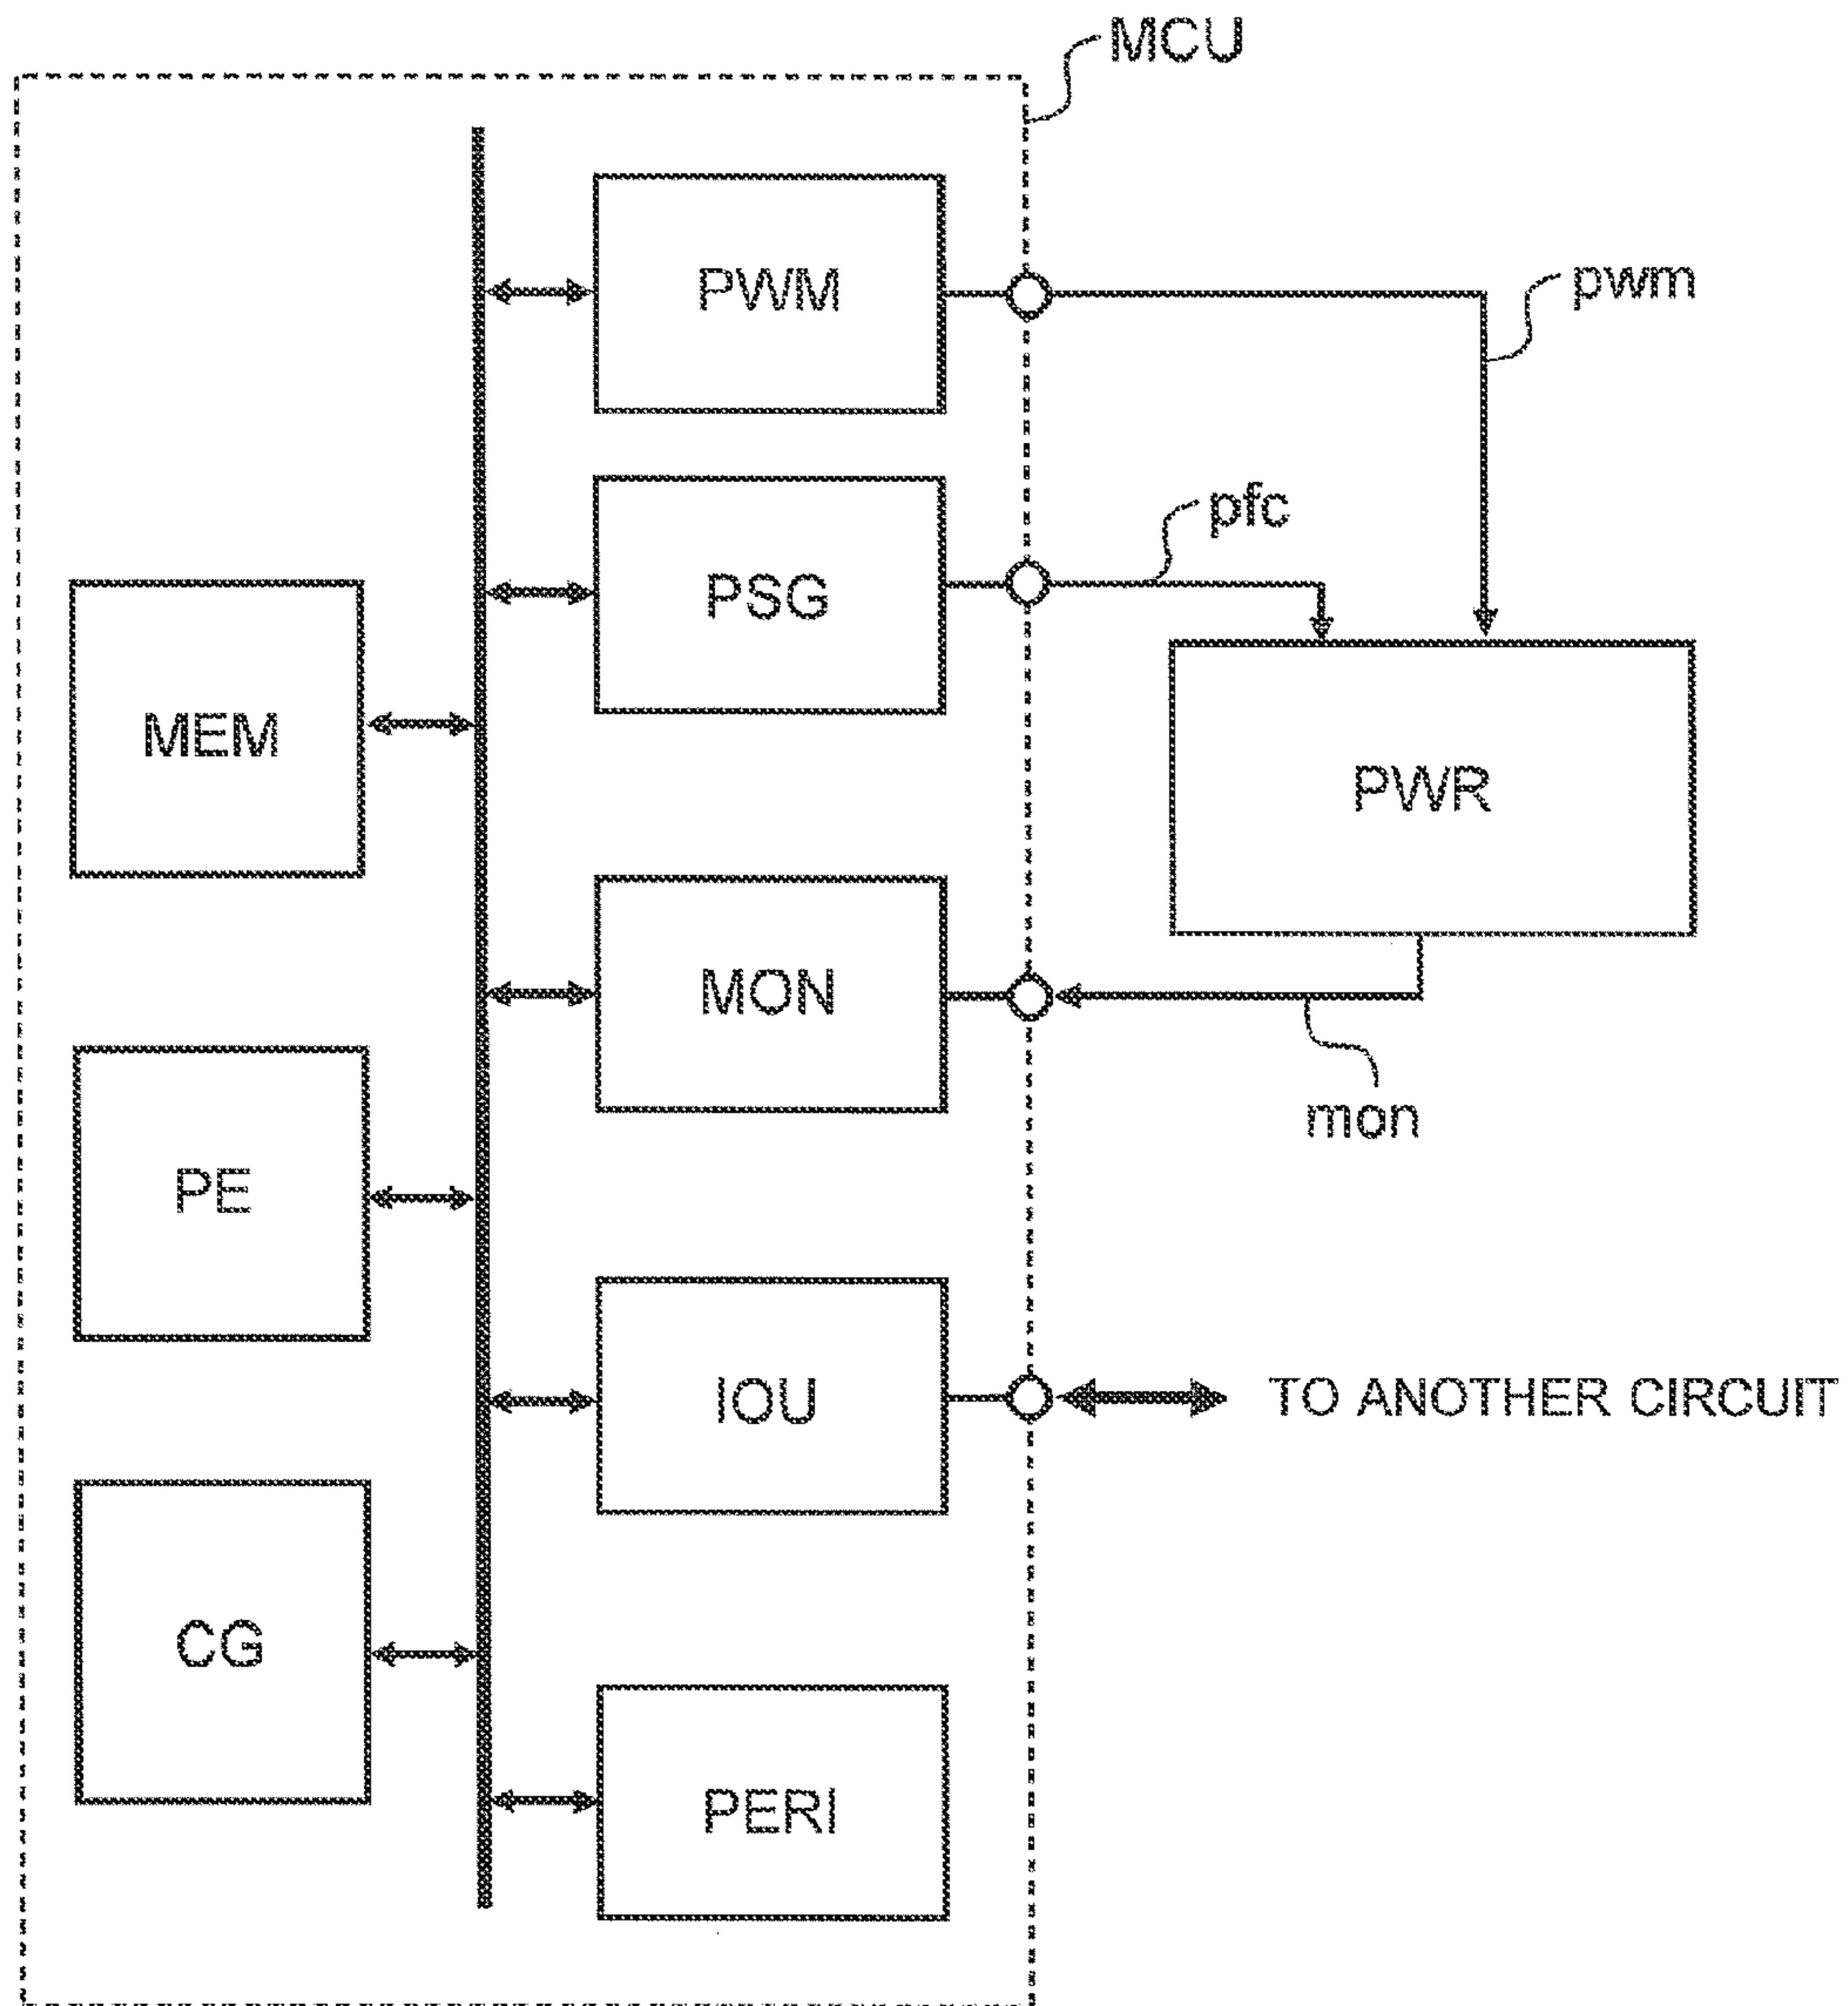 MCU
PWM
pwm
PSG
pfc
MEM
PWR
MON
mon
PE
IOU
TO ANOTHER CIRCUIT
CG
PERI